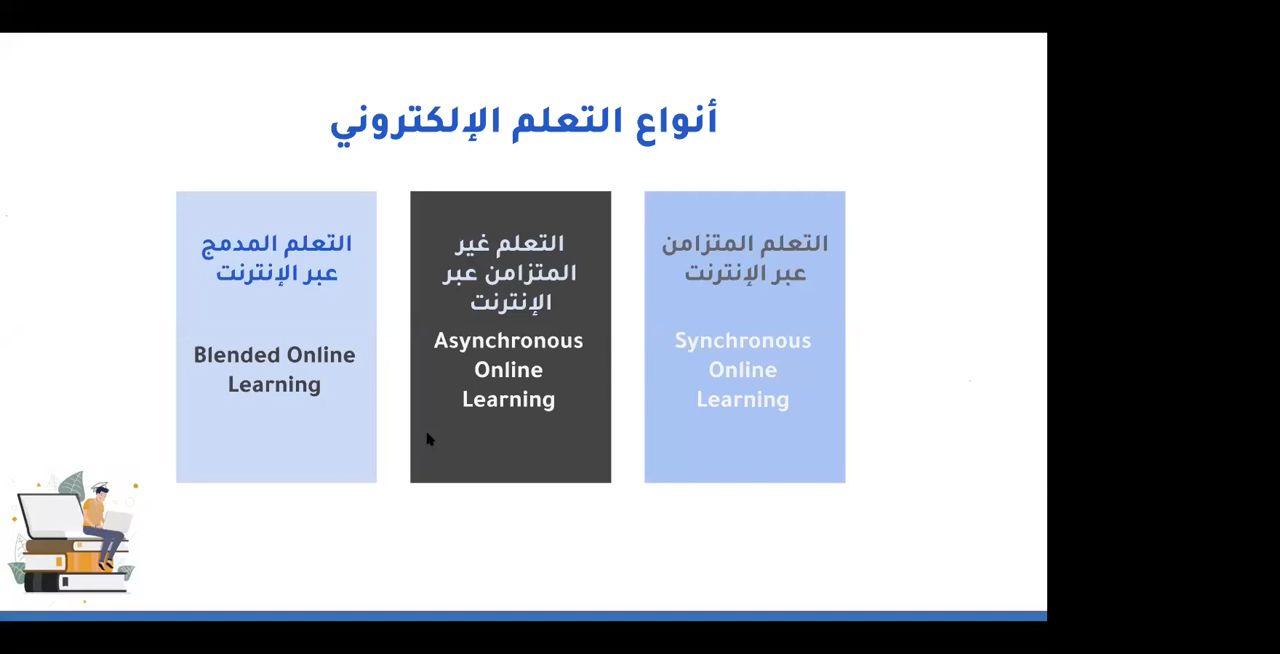 أنواع التعلم الإلكتروني
التعلم المتزامن
عبر الإنترنت
Synchronous
Online
Learning
التعلم غير
المتزامن عبر
الإنترنت
Asynchronous
Online
Learning
التعلم المدمج
عبر الإنترنت
Blended Online
Learning